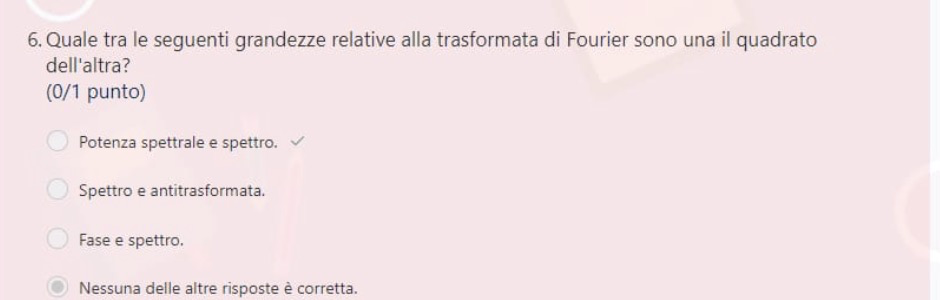 6. Quale tra le seguenti grandezze relative alla trasformata di Fourier sono una il quadrato
dell'altra?
(0/1 punto)
Potenza spettrale e spettro.
Spettro e antitrasformata.
Fase e spettro.
Nessuna delle altre risposte è corretta.